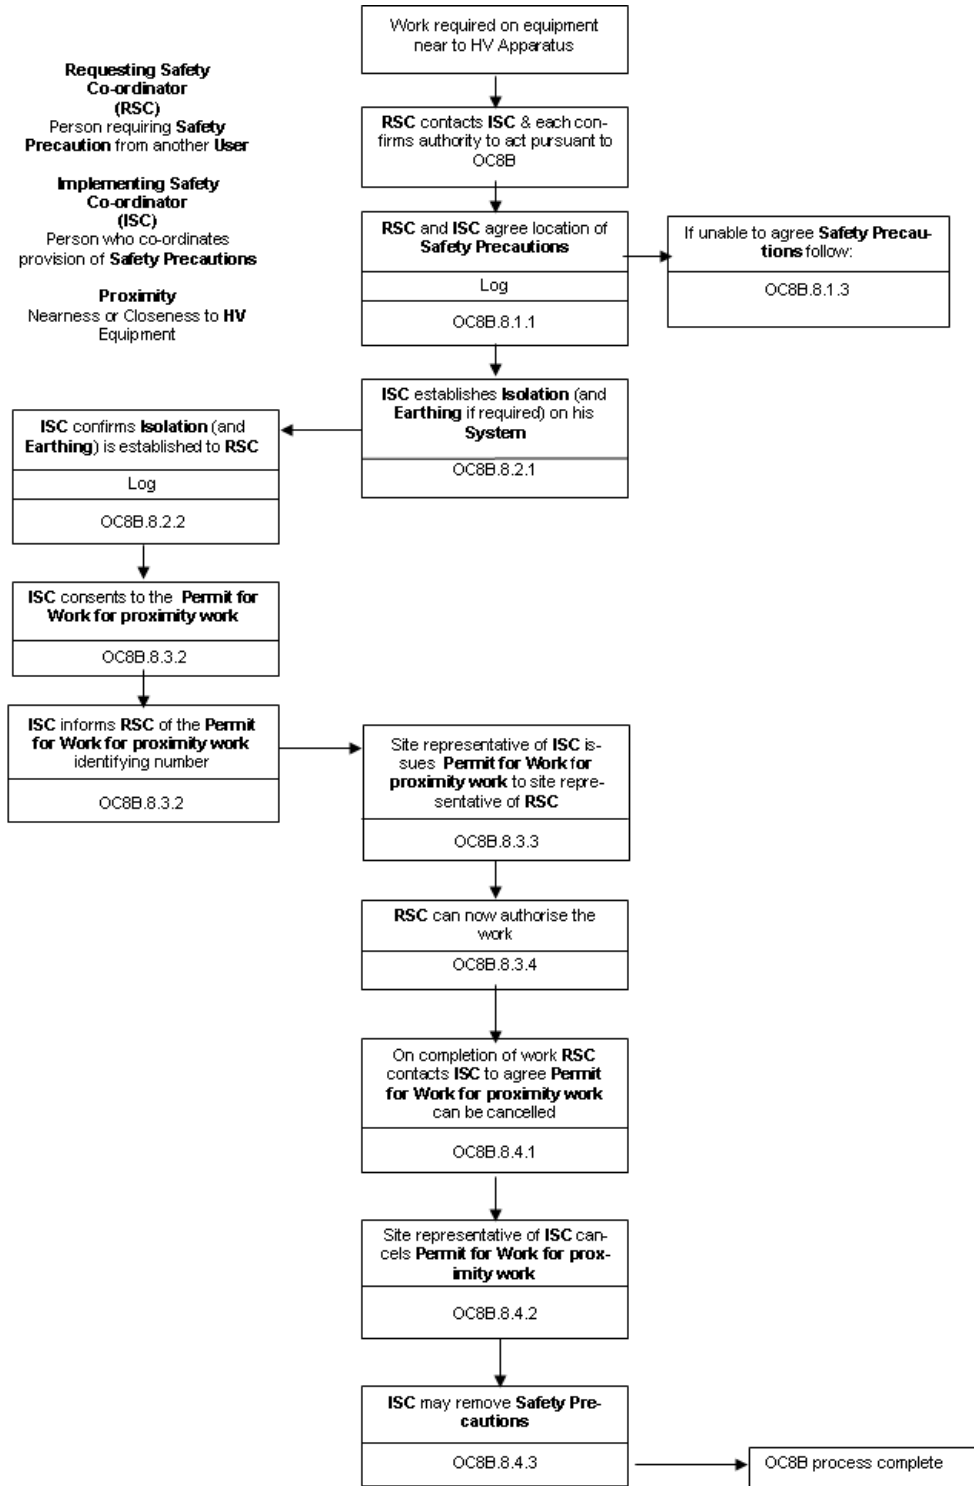 Work required on equipment
near to HV Apparatus
Requesting Safety
Co-ordinator
(RSC)
Person requiring Safety
Precaution from another User
Implementing Safety
Co-ordinator
(ISC)
Person who co-ordinates
provision of Safety Precautions
Proximity
Nearness or Closeness to HV
Equipment
RSC contacts ISC & each con-
firms authority to act pursuant to
OC8B
RSC and ISC agree location of
Safety Precautions
Log
OC8B.8.1.1
If unable to agree Safety Precau-
tions follow:
OC8B.8.1.3
ISC establishes Isolation (and
Earthing if required) on his
System
OC8B.8.2.1
ISC confirms Isolation (and
Earthing) is established to RSC
Log
OC8B.8.2.2
ISC consents to the Permit for
Work for proximity work
OC8B.8.3.2
ISC informs RSC of the Permit
for Work for proximity work
identifying number
OC8B.8.3.2
Site representative of ISC is-
sues Permit for Work for
proximity work to site repre-
sentative of RSC
OC8B.8.3.3
RSC can now authorise the
work
OC8B.8.3.4
On completion of work RSC
contacts ISC to agree Permit
for Work for proximity work
can be cancelled
OC8B.8.4.1
Site representative of ISC can-
cels Permit for Work for prox-
imity work
OC8B.8.4.2
ISC may remove Safety Pre-
cautions
OC8B.8.4.3
OC8B process complete